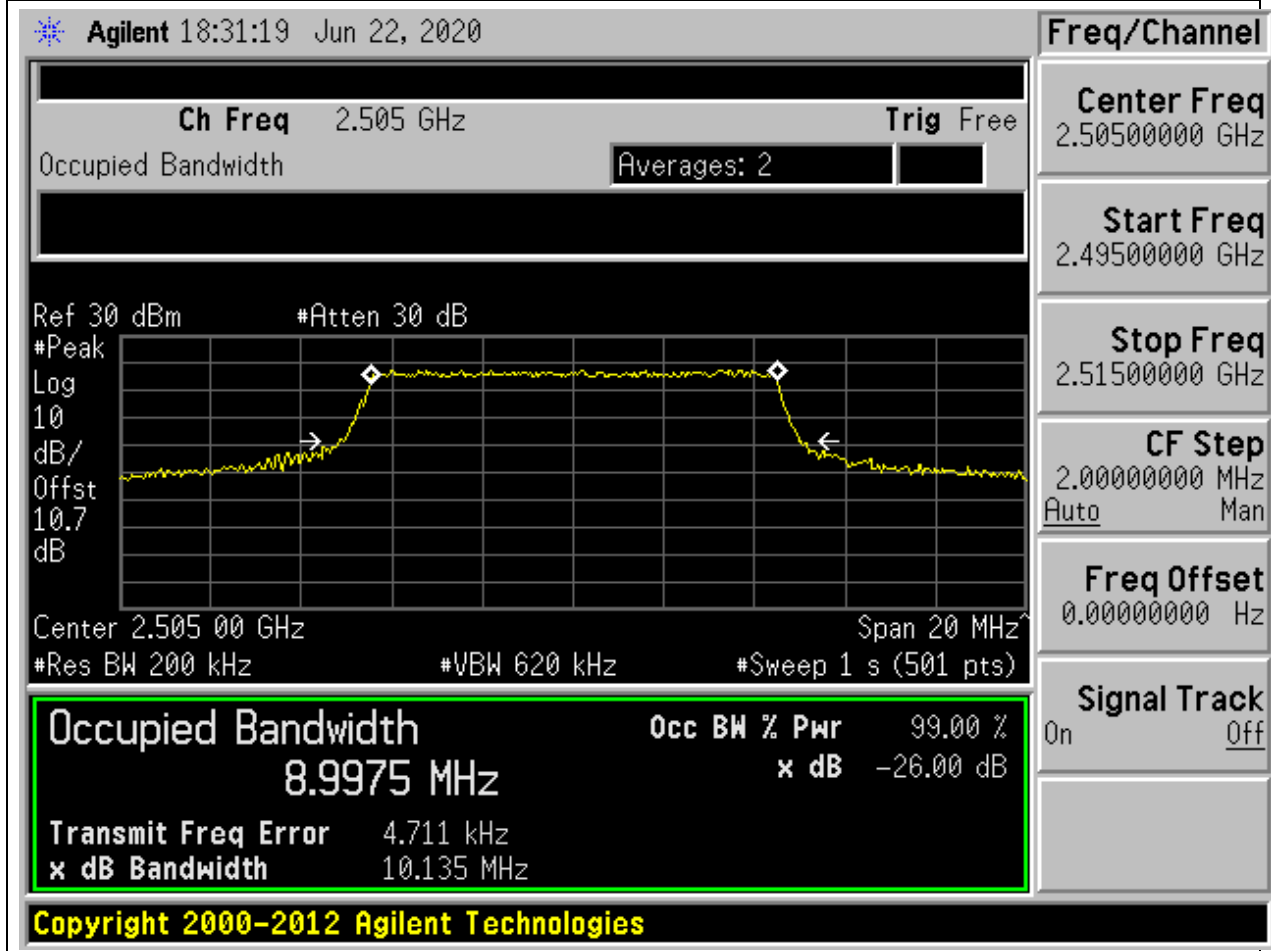 Agilent 18:31:19 Jun 22, 2020
Ch Freq 2.505 GHz Trig Free
Occupied Bandwidth Averages: 2
Ref 30 dBm #Atten 30 dB
#Peak
Log
10
dB/
Offst
10.7
dB
Center 2.505 00 GHz Span 20 MHz^
#Res BW 200 kHz #VBW 620 kHz #Sweep 1 s (501 pts)
Occupied Bandwidth Occ BW % Pwr 99.00 %
8.9975 MHz x dB -26.00 dB
Transmit Freq Error 4.711 kHz
x dB Bandwidth 10.135 MHz
Copyright 2000-2012 Agilent Technologies
Freq/Channel
Center Freq
2.50500000 GHz
Start Freq
2.49500000 GHz
Stop Freq
2.51500000 GHz
CF Step
2.00000000 MHz
Auto Man
Freq Offset
0.00000000 Hz
Signal Track
On Off